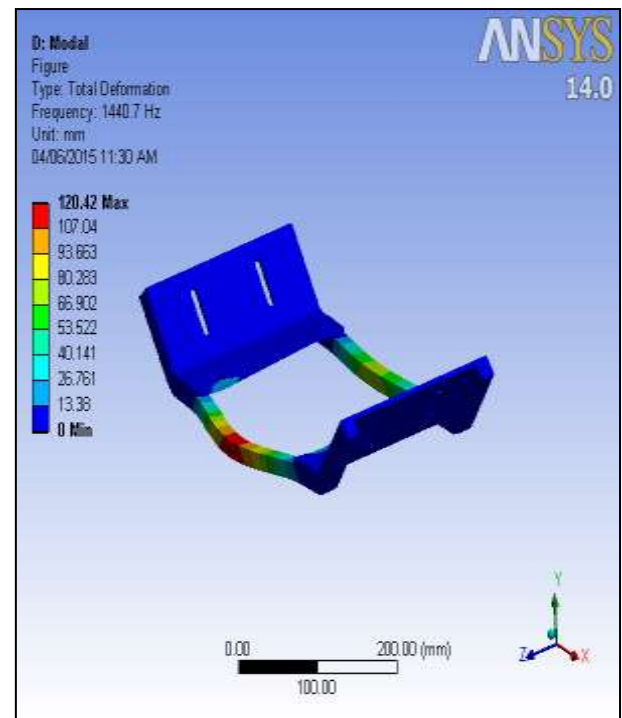 D: Modal
Figure
Type: Total Deformation
Frequency: 1440.7 Hz
Unit: mm
04/06/2015 11:30 AM
ANSYS
14.0
120.42 Max
107.04
93.663
80.283
66.902
53.522
40.141
26.761
13.38
0 Min
Y
Z X
0.00 200.00 (mm)
100.00